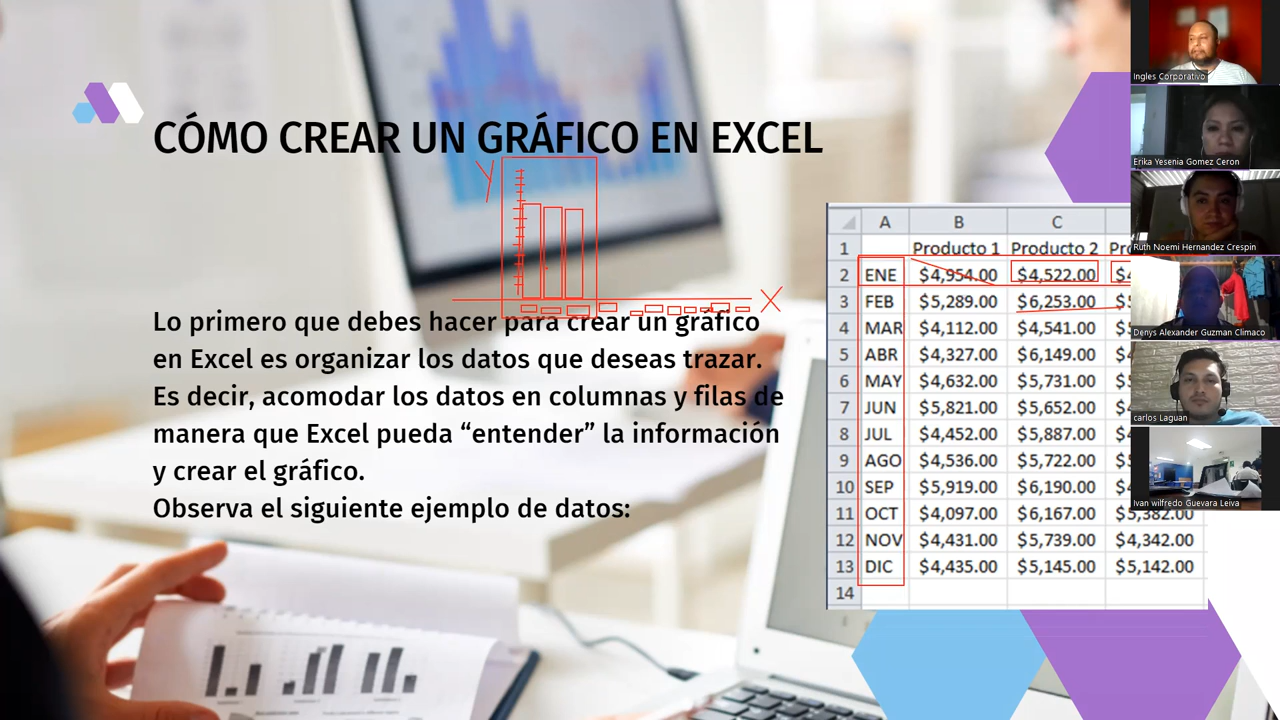 CÓMO CREAR UN GRÁFICO EN EXCEL
Y
X
Lo primero que debes hacer para crear un gráfico
en Excel es organizar los datos que deseas trazar.
Es decir, acomodar los datos en columnas y filas de
manera que Excel pueda “entender” la información
y crear el gráfico.
Observa el siguiente ejemplo de datos:
A B C
1 Producto 1 Producto 2
2 ENE $4,954.00 $4,522.00
3 FEB $5,289.00 $6,253.00
4 MAR $4,112.00 $4,541.00
5 ABR $4,327.00 $6,149.00
6 MAY $4,632.00 $5,731.00
7 JUN $5,821.00 $5,652.00
8 JUL $4,452.00 $5,887.00
9 AGO $4,536.00 $5,722.00
10 SEP $5,919.00 $6,190.00
11 OCT $4,097.00 $6,167.00 $5,382.00
12 NOV $4,431.00 $5,739.00 $4,342.00
13 DIC $4,435.00 $5,145.00 $5,142.00
14
Ingles Corporativo
Erika Yesenia Gomez Ceron
Ruth Noemi Hernandez Crespin
Denys Alexander Guzman Climaco
carlos Laguan
Ivan wilfredo Guevara Leiva